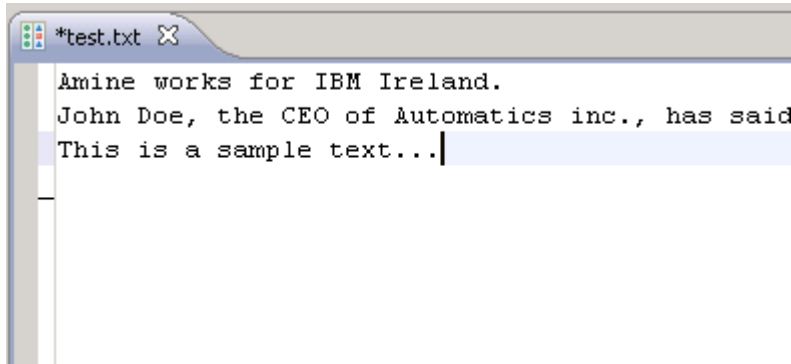 *test.txt
Amine works for IBM Ireland.
John Doe, the CEO of Automatics inc., has said
This is a sample text...